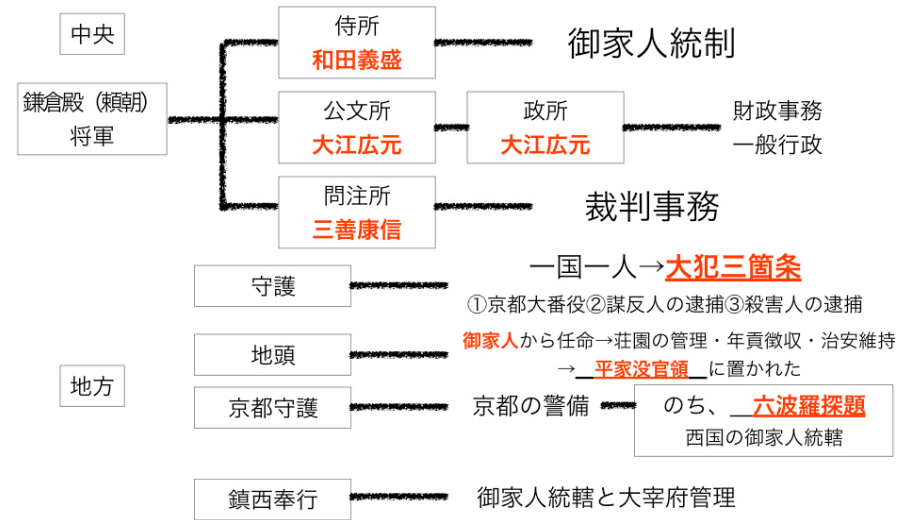 中央
鎌倉殿（頼朝）
将軍
侍所
和田義盛
御家人統制
公文所
大江広元
政所
大江広元
財政事務
一般行政
問注所
三善康信
裁判事務
地方
守護
一国一人→大犯三箇条
①京都大番役②謀反人の逮捕③殺害人の逮捕
地頭
御家人から任命→荘園の管理・年貢徴収・治安維持
→＿平家没官領＿に置かれた
京都守護
京都の警備
のち、＿六波羅探題
西国の御家人統轄
鎮西奉行
御家人統轄と大宰府管理